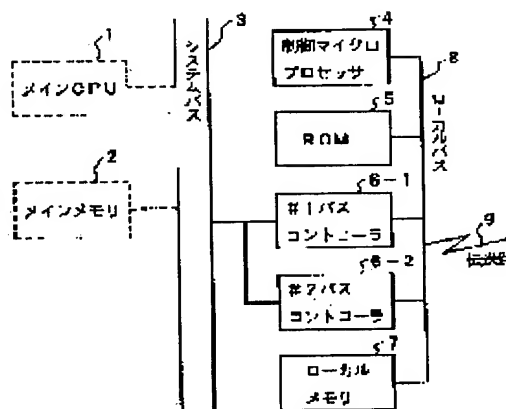 1
メインCPU
2
メインメモリ
システムバス
3
4
制御マイクロ
プロセッサ
5
ROM
6-1
#1バス
コントローラ
6-2
#2バス
コントローラ
7
ローカル
メモリ
8
ローカルバス
9